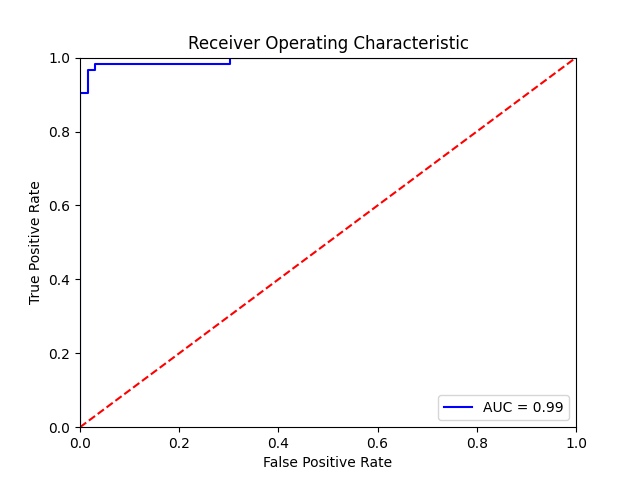 Receiver Operating Characteristic
1.0
0.8
0.6
0.4
0.2
0.0
True Positive Rate
AUC = 0.99
0.0 0.2 0.4 0.6 0.8 1.0
False Positive Rate